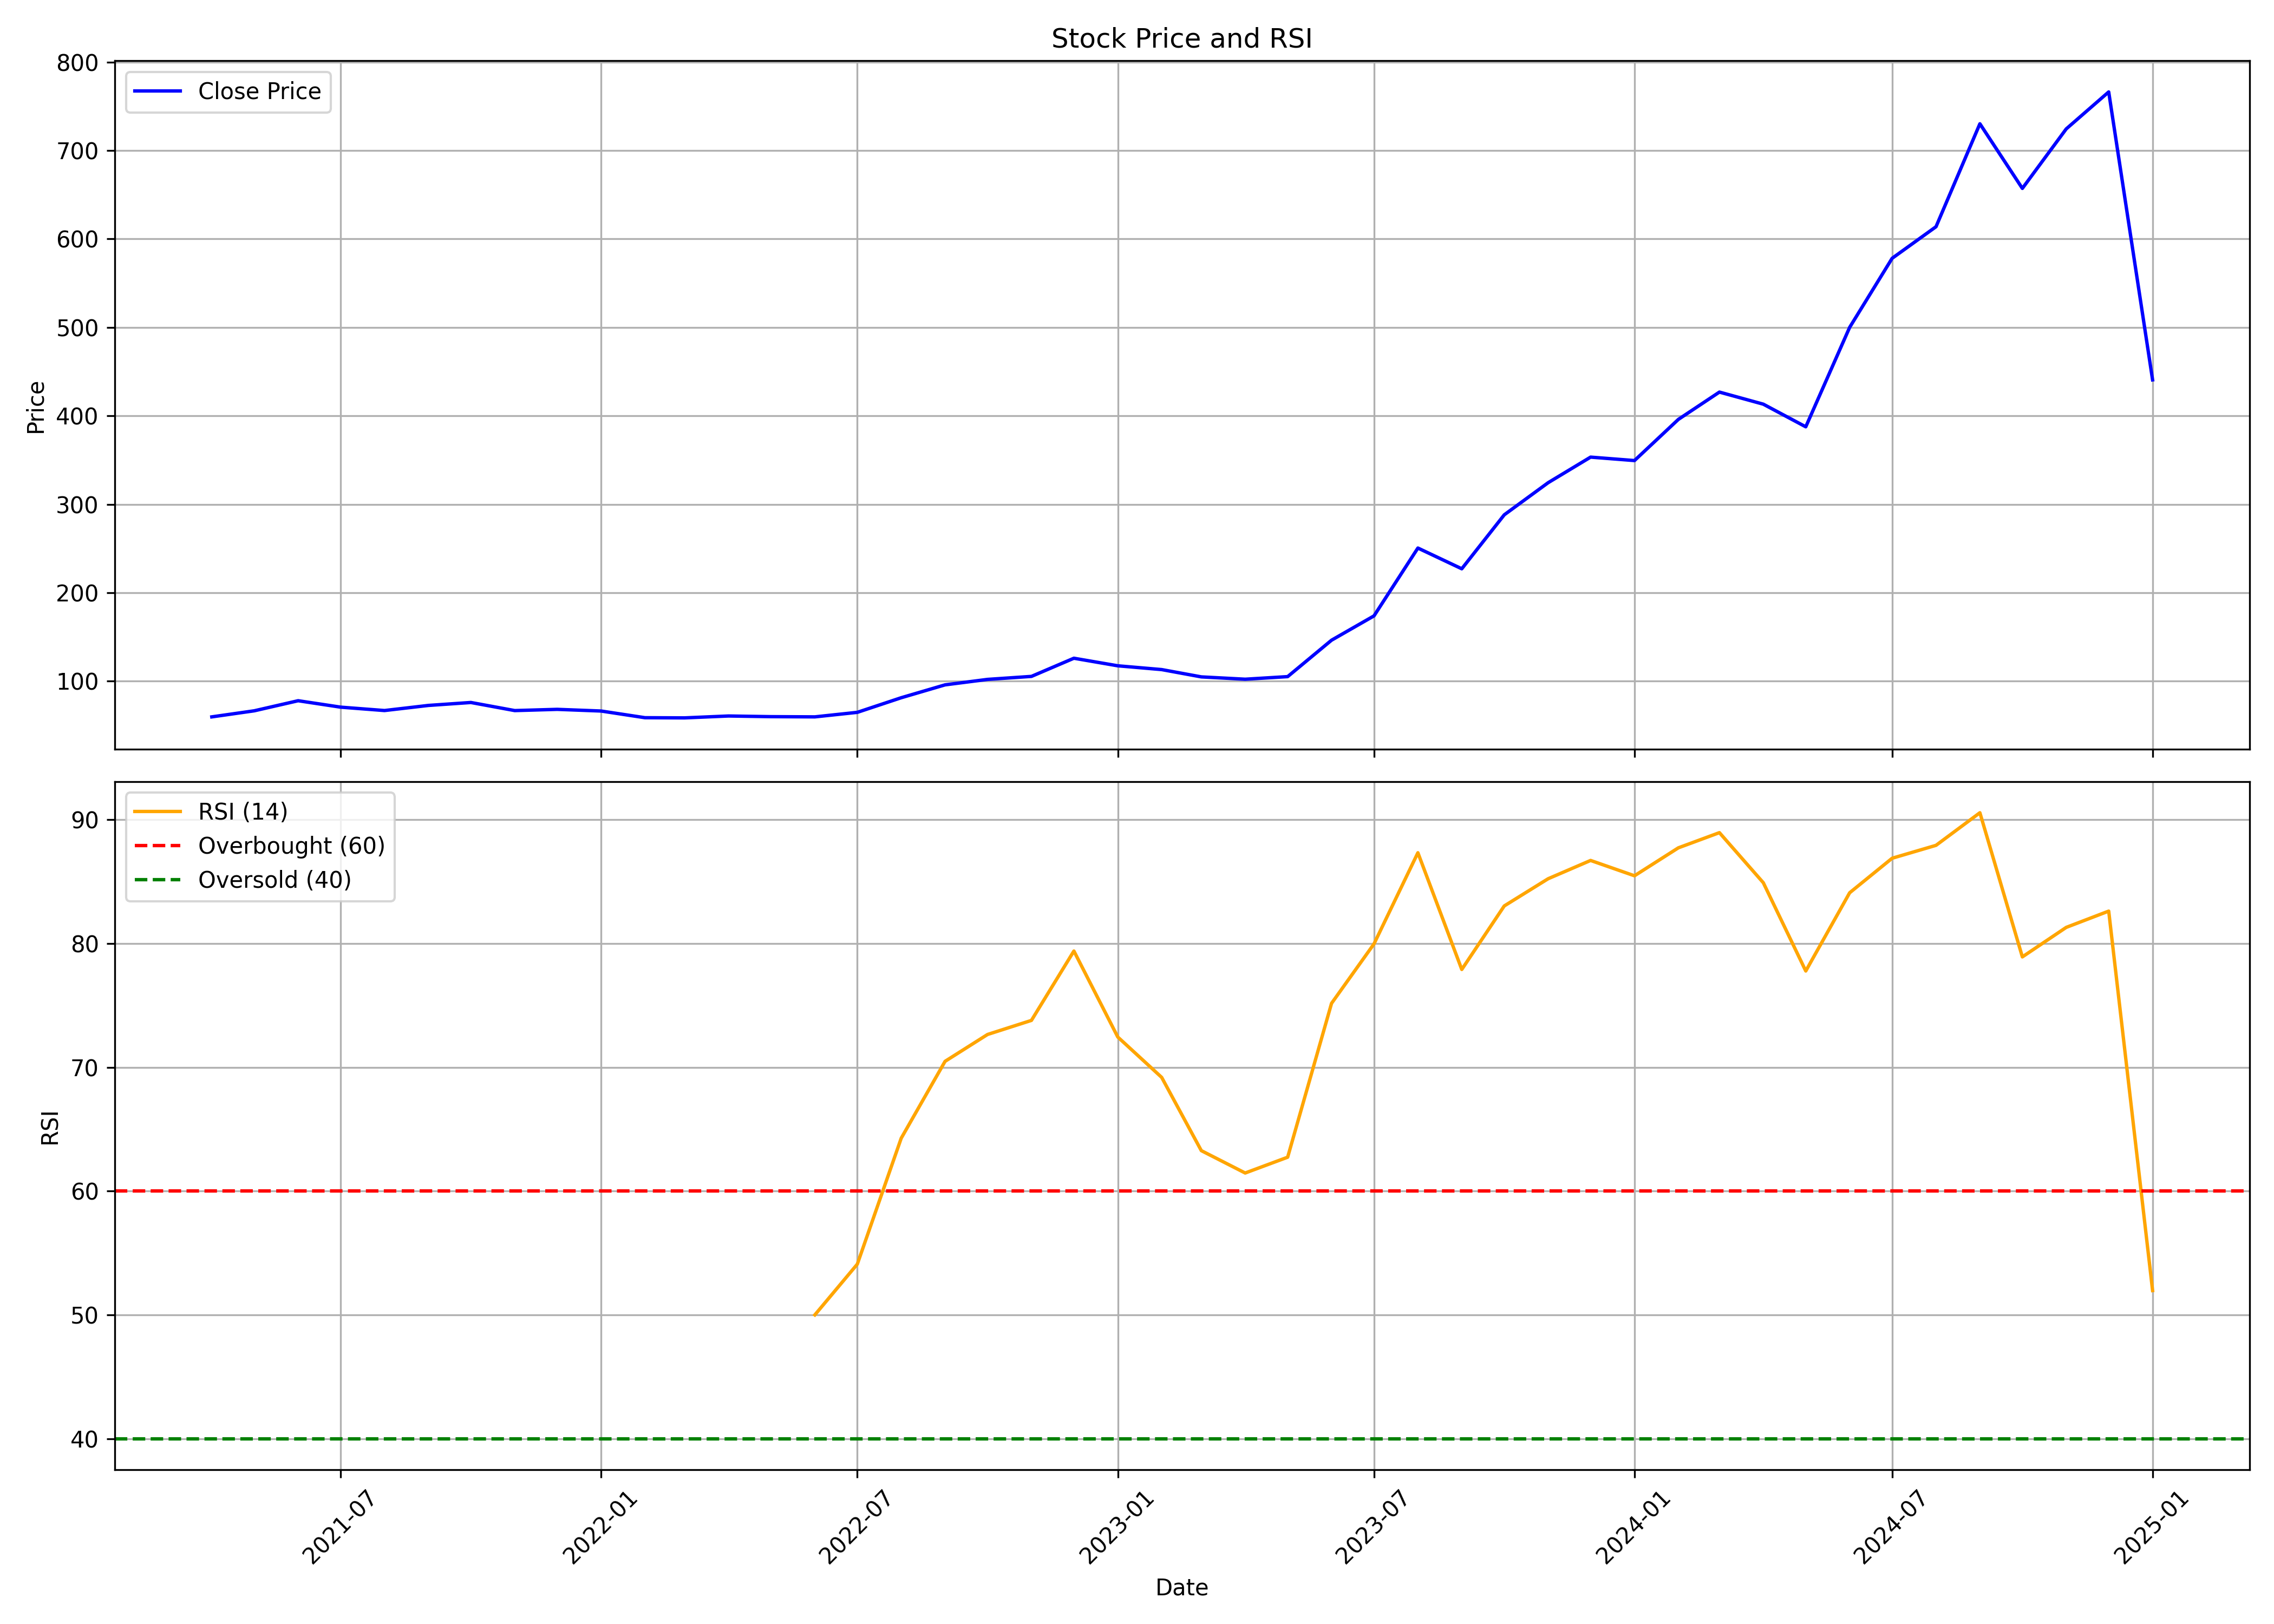 Stock Price and RSI
Close Price
800
700
600
500
400
300
200
100
Price
RSI (14)
Overbought (60)
Oversold (40)
90
80
70
60
50
40
RSI
2021-07
2022-01
2022-07
2023-01
2023-07
2024-01
2024-07
2025-01
Date